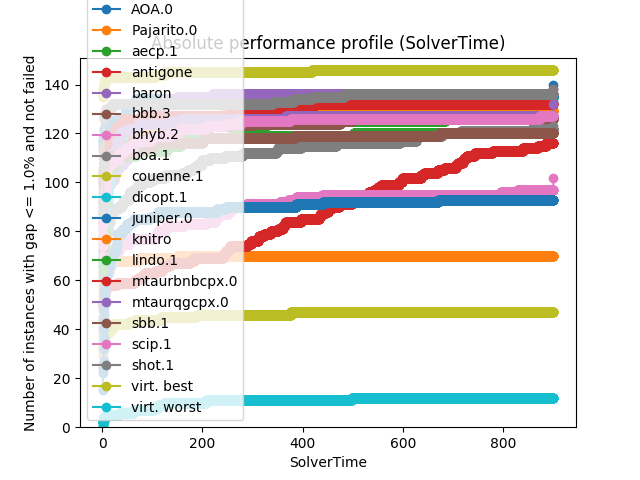 Absolute performance profile (SolverTime)
Number of instances with gap <= 1.0% and not failed
140
120
100
80
60
40
20
0
0 200 400 600 800
SolverTime
AOA.0
Pajarito.0
aecp.1
antigone
baron
bbb.3
bhyb.2
boa.1
couenne.1
dicopt.1
juniper.0
knitro
lindo.1
mtaurbnbcpx.0
mtaurqgcpx.0
sbb.1
scip.1
shot.1
virt. best
virt. worst